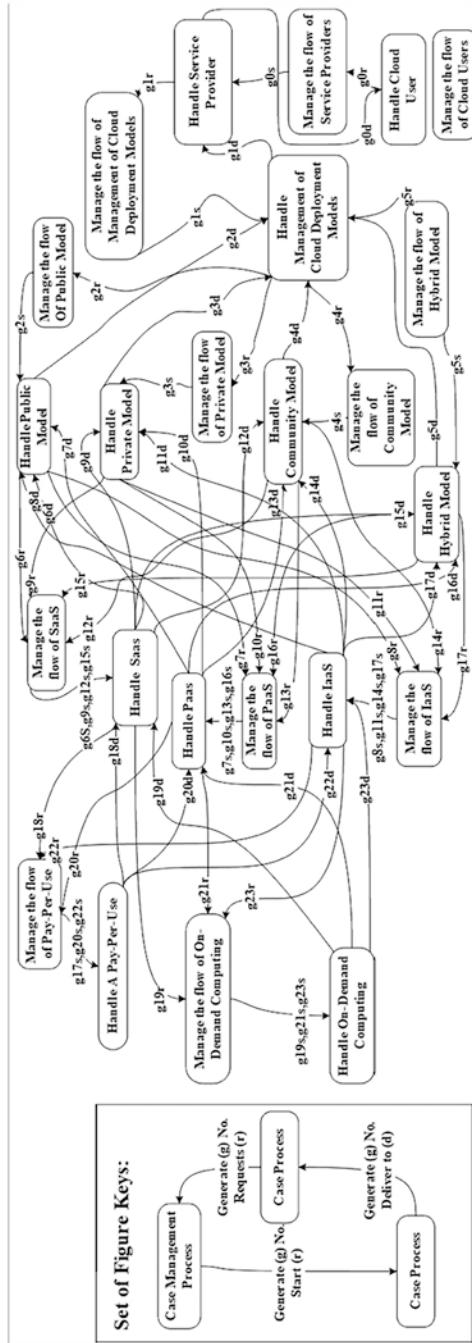 Set of Figure Keys:
Case Management
Process
Generate (g) No.
Requests (r)
Case Process
Generate (g) No.
Start (r)
Generate (g) No.
Deliver to (d)
Case Process
Manage the flow
of Pay-Per-Use
g18r
g22r
g20r
g17s,g20s,g22s
Handle A Pay-Per-Use
g18d
g20d
g22d
g19r
g21r
g23r
Manage the flow of On-
Demand Computing
g19s,g21s,g23s
Handle On-Demand
Computing
g19d
g21d
g23d
Manage the
flow of SaaS
g6r
g9r
g12r
g15r
g6S,g9s,g12s,g15s
Handle Saas
Handle Paas
g7s,g10s,g13s,g16s
Manage the
flow of PaaS
g7r
g10r
g13r
g16r
Handle IaaS
g8s,g11s,g14s,g17s
Manage the
flow of IaaS
g8r
g11r
g14r
g17r
Handle Public
Model
g8d
g6d
g7d
g9d
Handle
Private Model
g11d
g10d
g12d
Handle
Community Model
g13d
g14d
g15d
Handle
Hybrid Model
g17d
g16d
g2s
Manage the flow
Of Public Model
g2r
g2d
g3d
g3s
Manage the flow
of Private Model
g3r
g4d
g4s
g4r
Manage the
flow of
Community
Model
g5d
g5s
g5r
Manage the flow of
Hybrid Model
Manage the flow of
Management of Cloud
Deployment Models
g1r
g1s
g1d
Handle
Management of
Cloud Deployment
Models
Handle Service
Provider
g0s
Manage the flow of
Service Providers
g0r
g0d
Handle Cloud
User
Manage the flow
of Cloud Users